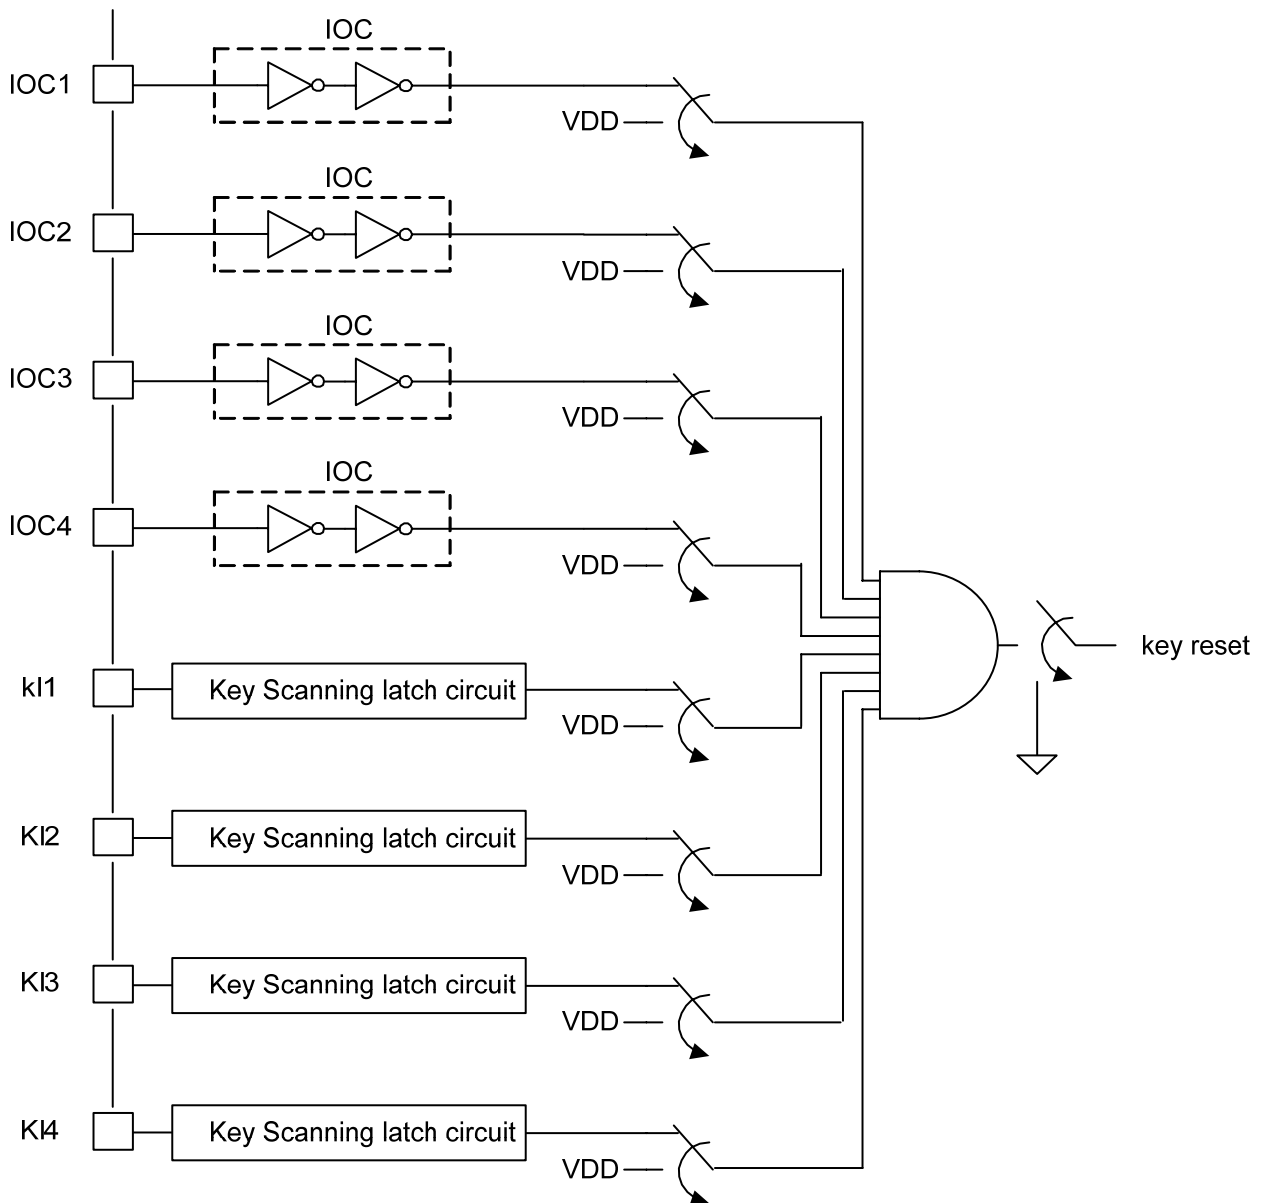 IOC
IOC1
VDD
IOC
IOC2
VDD
IOC
IOC3
VDD
IOC
IOC4
VDD
key reset
kI1
Key Scanning latch circuit
VDD
KI2
Key Scanning latch circuit
VDD
KI3
Key Scanning latch circuit
VDD
KI4
Key Scanning latch circuit
VDD